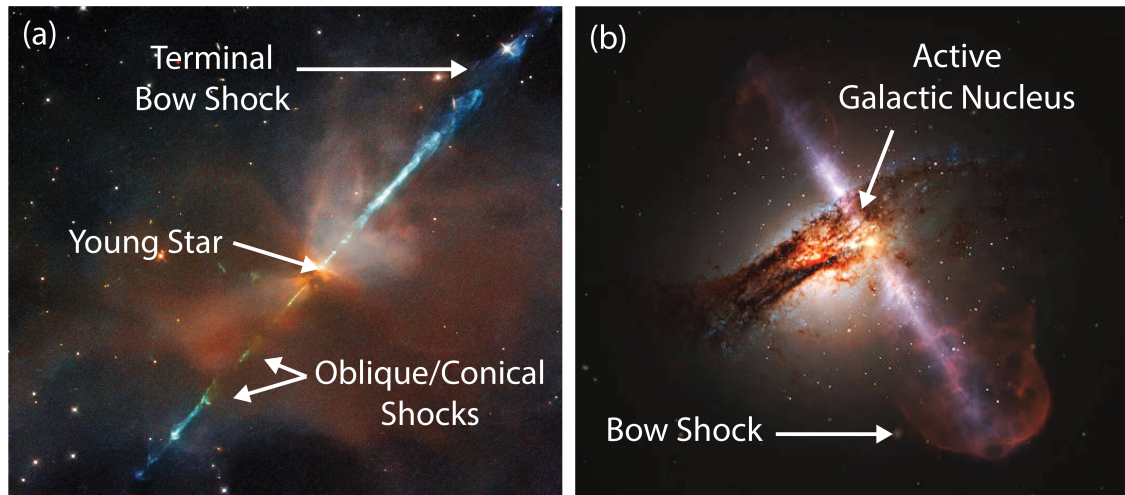 (a)
Terminal
Bow Shock
Young Star
Oblique/Conical
Shocks
(b)
Active
Galactic Nucleus
Bow Shock